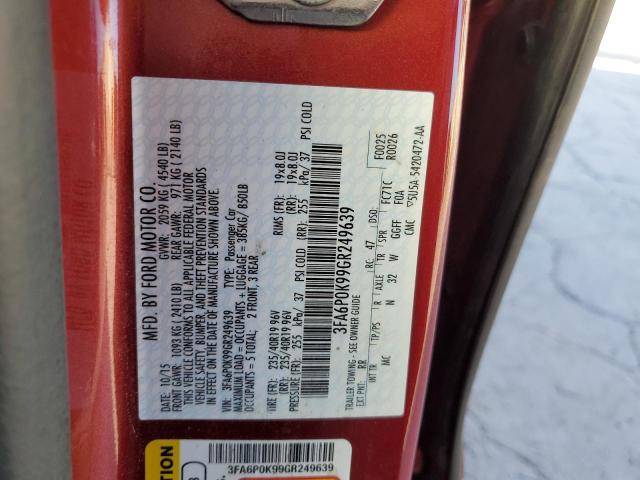 MFD. BY FORD MOTOR CO.
DATE: 10/15 GVWR: 2059 KG ( 4540 LB)
FRONT GAWR: 1093 KG (2410 LB) REAR GAWR: 971 KG ( 2140 LB)
THIS VEHICLE CONFORMS TO ALL APPLICABLE FEDERAL MOTOR
VEHICLE SAFETY, BUMPER, AND THEFT PREVENTION STANDARDS
IN EFFECT ON THE DATE OF MANUFACTURE SHOWN ABOVE.
VIN: 3FA6P0K99GR249639 TYPE: Passenger Car
MAXIMUM LOAD = OCCUPANTS + LUGGAGE = 385KG/ 850LB
OCCUPANTS = 5 TOTAL; 2 FRONT, 3 REAR
TIRE (FR): 235/40R19 96V RIMS (FR): 19x8.0J
(RR): 235/40R19 96V (RR): 19x8.0J
PRESSURE (FR): 255 kPa/ 37 PSI COLD (RR): 255 kPa/ 37 PSI COLD
3FA6P0K99GR249639
TRAILER TOWING - SEE OWNER GUIDE F0025
EXT PNT: RR RC: 47 DSO: FC71C R0026
INT TR TP/PS R AXLE TR SPR FOA
MC N 32 W GGFF
CMC ▽5U5A 5420472-AA
3FA6P0K99GR249639